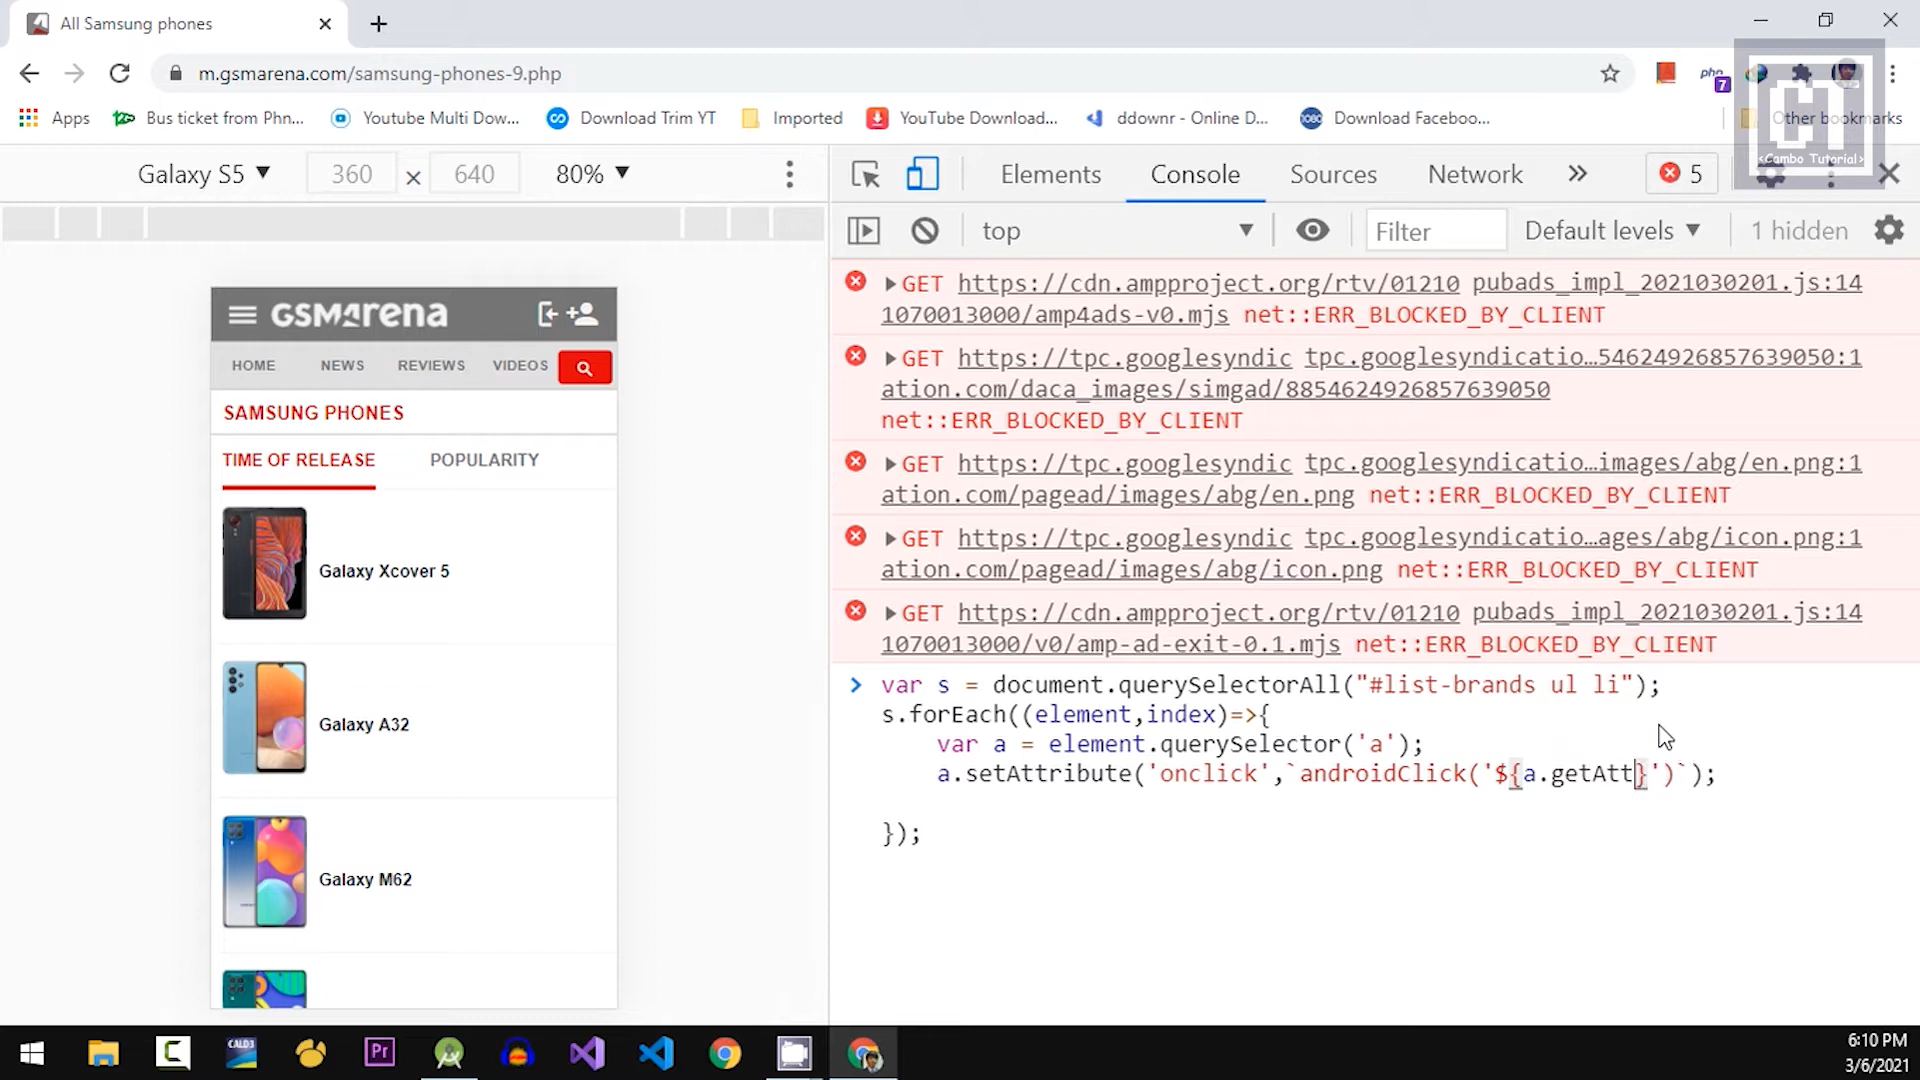 All Samsung phones
m.gsmarena.com/samsung-phones-9.php
php
7
Apps
Bus ticket from Phn...
Youtube Multi Dow...
Download Trim YT
Imported
YouTube Download...
ddownr - Online D...
Download Faceboo...
Other bookmarks
CT
<Cambo Tutorial>
Galaxy S5 ▼
360 × 640
80% ▼
Elements
Console
Sources
Network
»
5
top ▼
Filter
Default levels ▼
1 hidden
GSMArena
HOME
NEWS
REVIEWS
VIDEOS
SAMSUNG PHONES
TIME OF RELEASE
POPULARITY
Galaxy Xcover 5
Galaxy A32
Galaxy M62
▶GET https://cdn.ampproject.org/rtv/01210 pubads_impl_2021030201.js:14
1070013000/amp4ads-v0.mjs net::ERR_BLOCKED_BY_CLIENT
▶GET https://tpc.googlesyndic tpc.googlesyndicatio…54624926857639050:1
ation.com/daca_images/simgad/8854624926857639050
net::ERR_BLOCKED_BY_CLIENT
▶GET https://tpc.googlesyndic tpc.googlesyndicatio…images/abg/en.png:1
ation.com/pagead/images/abg/en.png net::ERR_BLOCKED_BY_CLIENT
▶GET https://tpc.googlesyndic tpc.googlesyndicatio…ages/abg/icon.png:1
ation.com/pagead/images/abg/icon.png net::ERR_BLOCKED_BY_CLIENT
▶GET https://cdn.ampproject.org/rtv/01210 pubads_impl_2021030201.js:14
1070013000/v0/amp-ad-exit-0.1.mjs net::ERR_BLOCKED_BY_CLIENT
> var s = document.querySelectorAll("#list-brands ul li");
s.forEach((element,index)=>{
var a = element.querySelector('a');
a.setAttribute('onclick',`androidClick('${a.getAtt}')`);
});
CALD3
Pr
6:10 PM
3/6/2021